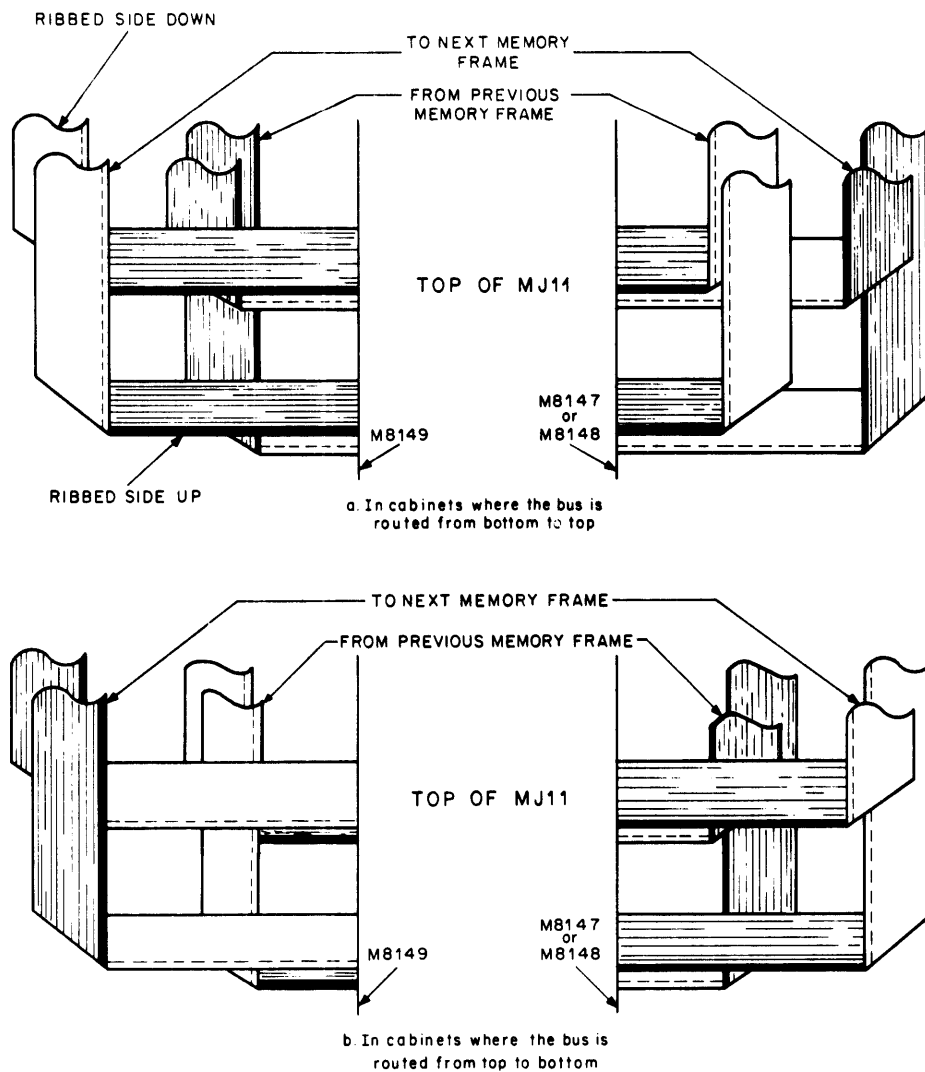 RIBBED SIDE DOWN
TO NEXT MEMORY
FRAME
FROM PREVIOUS
MEMORY FRAME
TOP OF MJ11
M8149
M8147
or
M8148
RIBBED SIDE UP
a. In cabinets where the bus is
routed from bottom to top
TO NEXT MEMORY FRAME
FROM PREVIOUS MEMORY FRAME
TOP OF MJ11
M8149
M8147
or
M8148
b. In cabinets where the bus is
routed from top to bottom